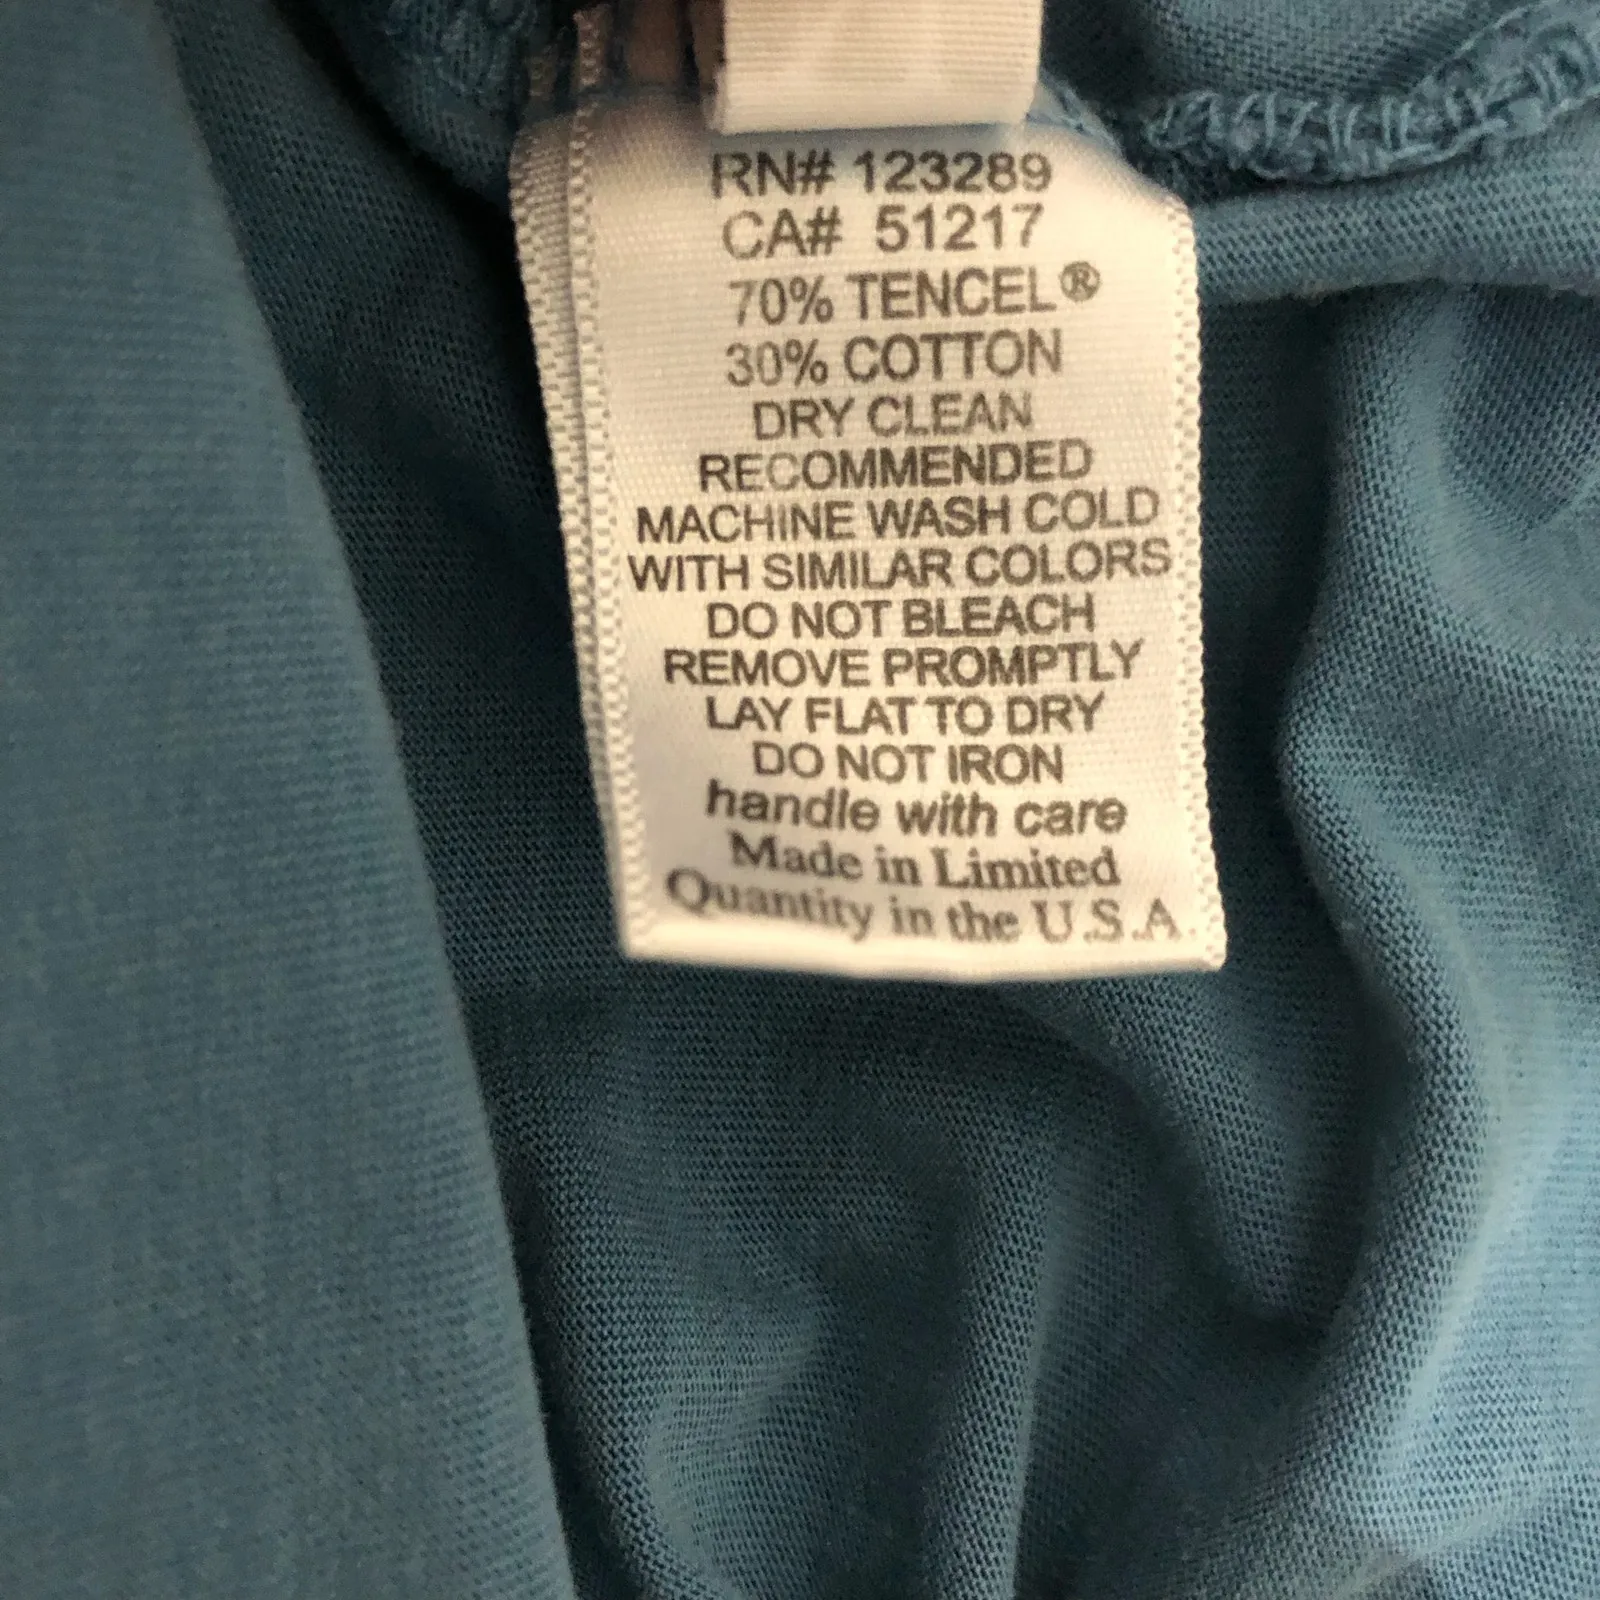 RN# 123289
CA# 51217
70% TENCEL®
30% COTTON
DRY CLEAN
RECOMMENDED
MACHINE WASH COLD
WITH SIMILAR COLORS
DO NOT BLEACH
REMOVE PROMPTLY
LAY FLAT TO DRY
DO NOT IRON
handle with care
Made in Limited
Quantity in the U.S.A.